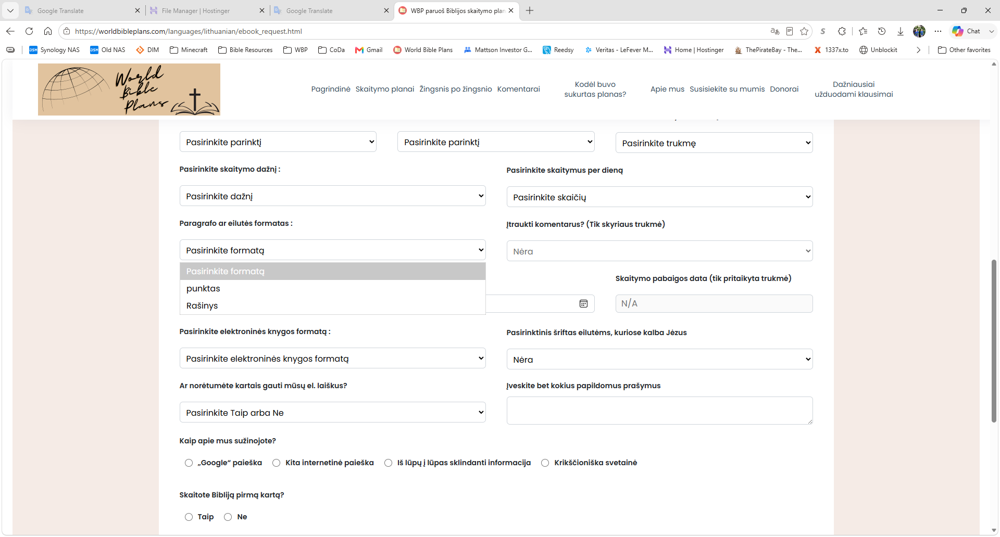 Google Translate
File Manager | Hostinger
Google Translate
WBP paruoš Biblijos skaitymo plan
https://worldbibleplans.com/languages/lithuanian/ebook_request.html
Chat
Synology NAS
Old NAS
DIM
Minecraft
Bible Resources
WBP
CoDa
Gmail
World Bible Plans
Mattson Investor G...
Reedsy
Veritas - LeFever M...
Home | Hostinger
ThePirateBay - The...
1337x.to
Unblockit
Other favorites
World
Bible
Plans
Pagrindinė
Skaitymo planai
Žingsnis po žingsnio
Komentarai
Kodėl buvo
sukurtas planas?
Apie mus
Susisiekite su mumis
Donorai
Dažniausiai
užduodami klausimai
Pasirinkite parinktį
Pasirinkite parinktį
Pasirinkite trukmę
Pasirinkite skaitymo dažnį :
Pasirinkite skaitymus per dieną
Pasirinkite dažnį
Pasirinkite skaičių
Paragrafo ar eilutės formatas :
Įtraukti komentarus? (Tik skyriaus trukmė)
Pasirinkite formatą
Nėra
Pasirinkite formatą
punktas
Rašinys
Skaitymo pabaigos data (tik pritaikyta trukmė)
N/A
Pasirinkite elektroninės knygos formatą :
Pasirinktinis šriftas eilutėms, kuriose kalba Jėzus
Pasirinkite elektroninės knygos formatą
Nėra
Ar norėtumėte kartais gauti mūsų el. laiškus?
Įveskite bet kokius papildomus prašymus
Pasirinkite Taip arba Ne
Kaip apie mus sužinojote?
„Google“ paieška
Kita internetinė paieška
Iš lūpų į lūpas sklindanti informacija
Krikščioniška svetainė
Skaitote Bibliją pirmą kartą?
Taip
Ne